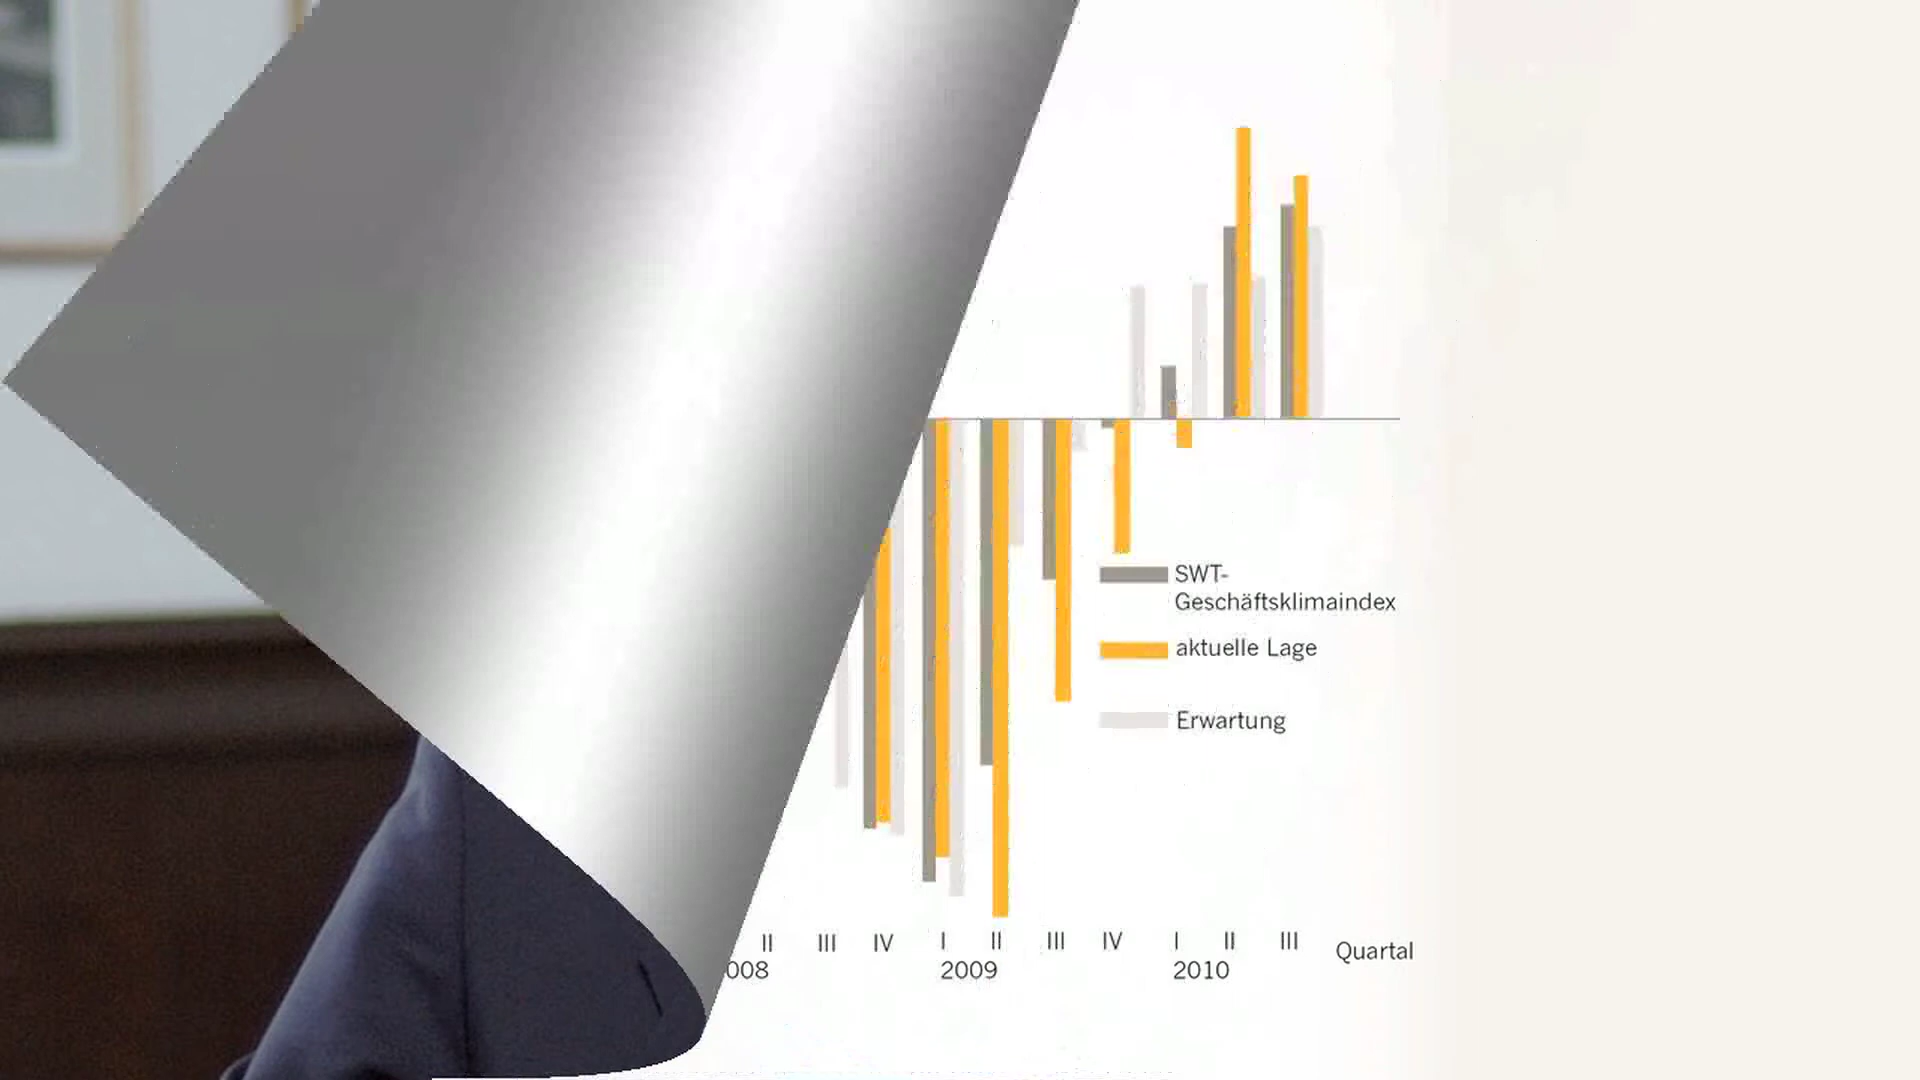 SWT-
Geschäftsklimaindex
aktuelle Lage
Erwartung
II III IV I II III IV I II III Quartal
008 2009 2010